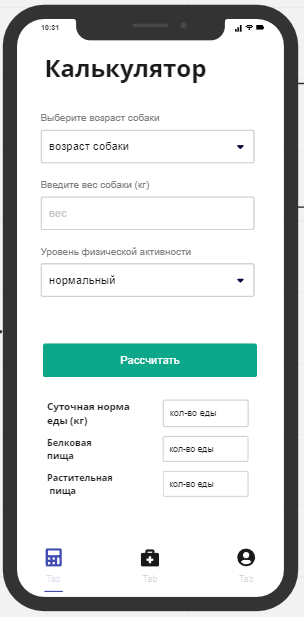 10:31
Калькулятор
Выберите возраст собаки
возраст собаки
Введите вес собаки (кг)
вес
Уровень физической активности
нормальный
Рассчитать
Суточная норма
еды (кг)
кол-во еды
Белковая
пища
кол-во еды
Растительная
пища
кол-во еды
Tab
Tab
Tab